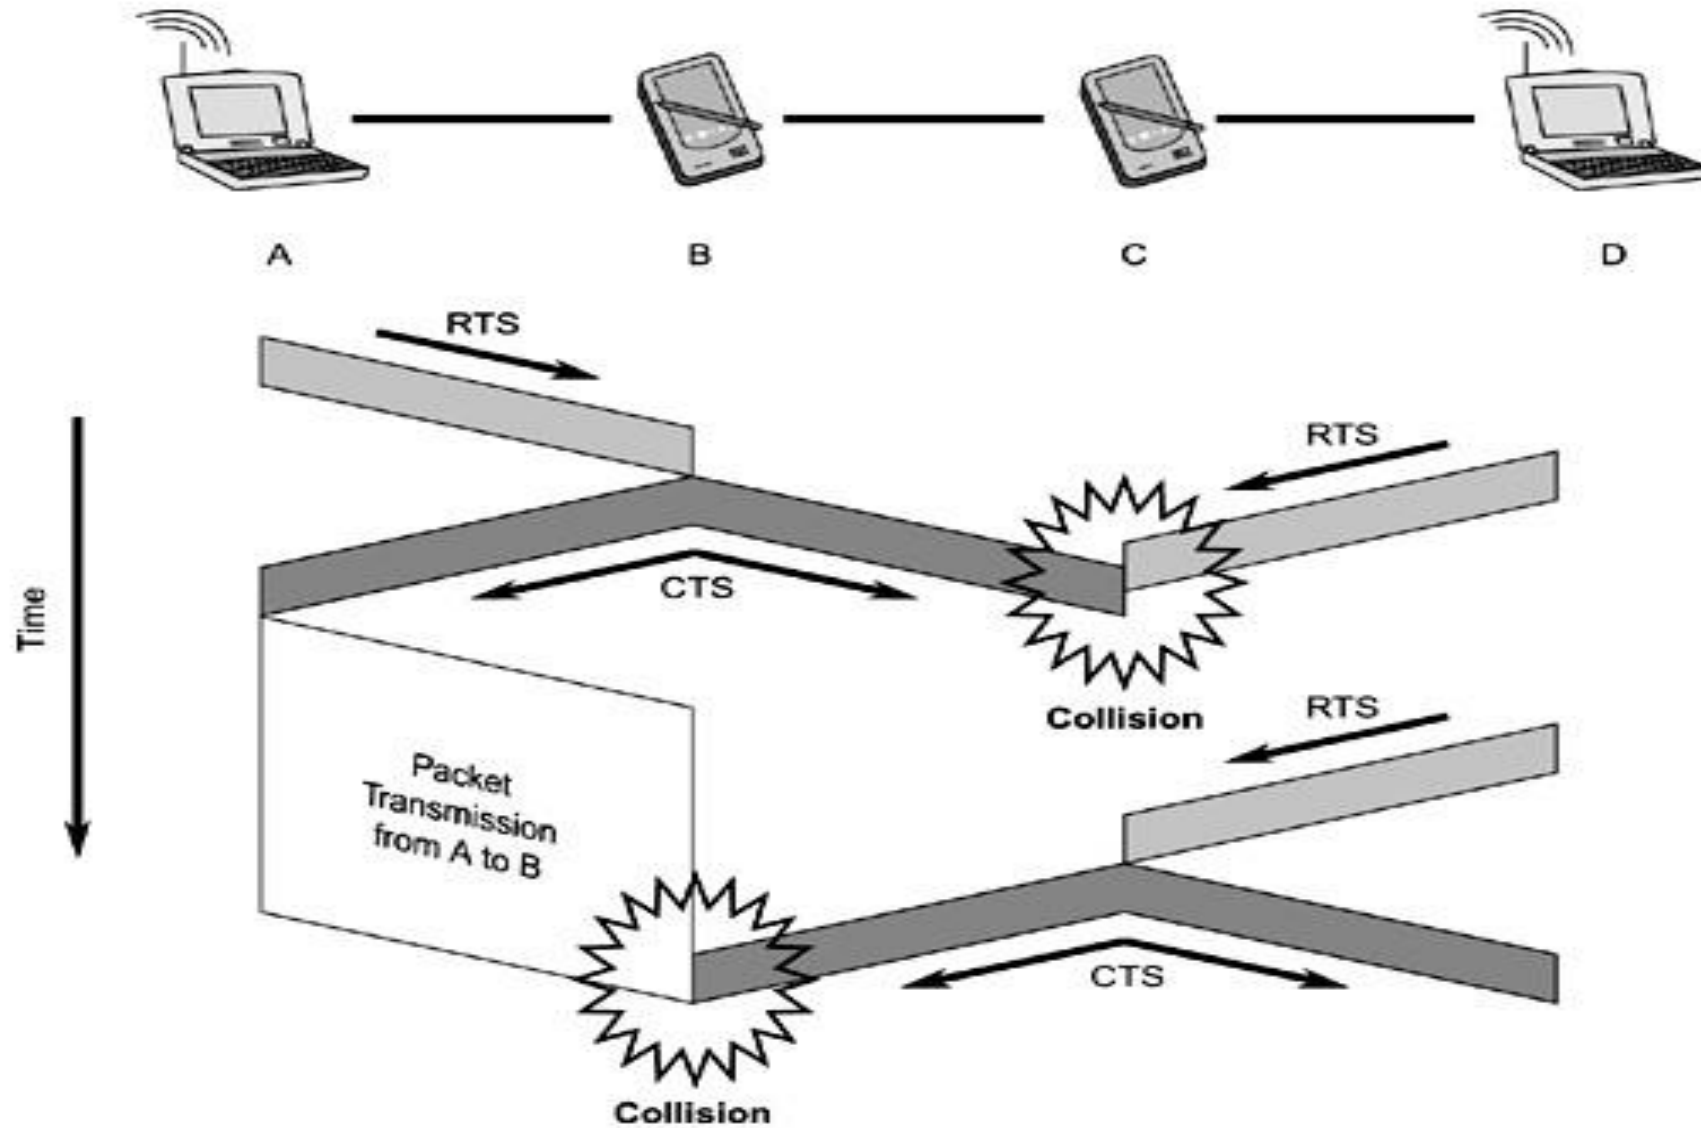 A
B
C
D
RTS
RTS
CTS
Time
Collision
RTS
Packet
Transmission
from A to B
CTS
Collision